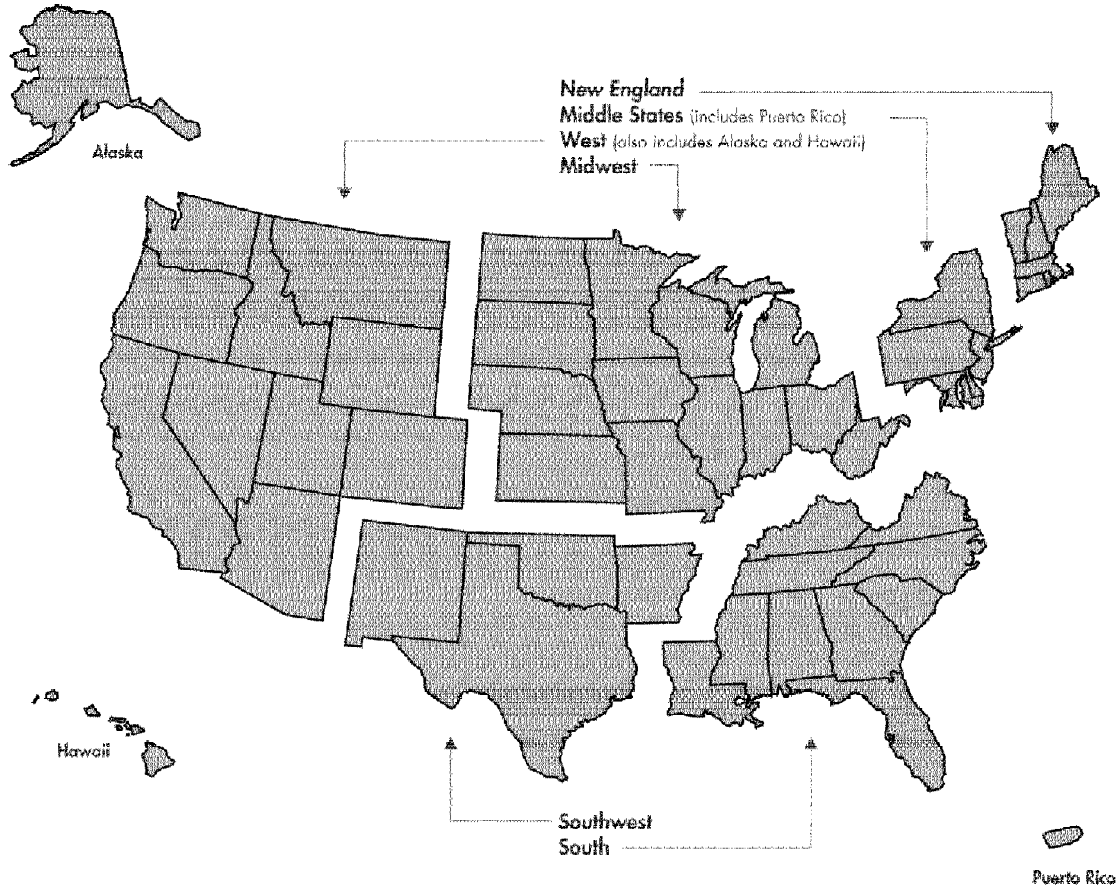 New England
Middle States (includes Puerto Rico)
West (also includes Alaska and Hawaii)
Midwest
Alaska
Hawaii
Southwest
South
Puerto Rico